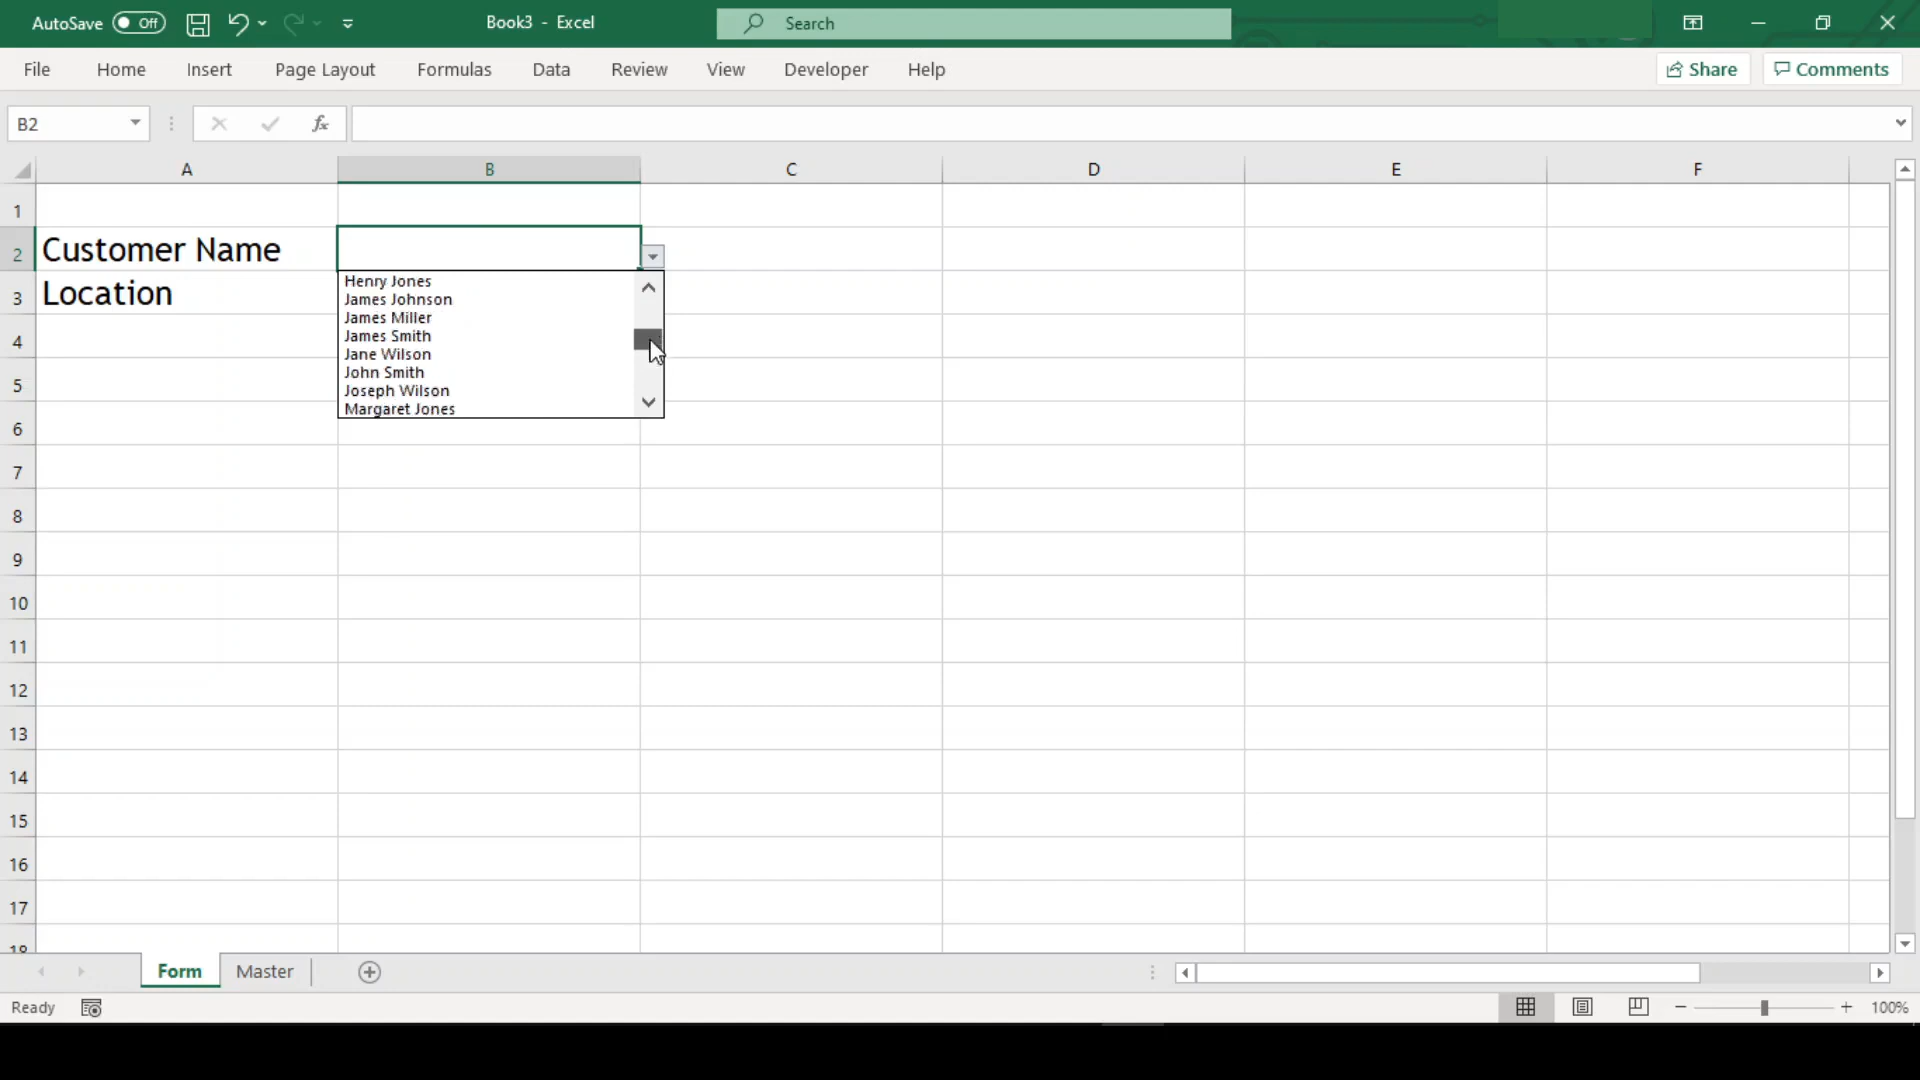 AutoSave Off Book3 - Excel Search
File Home Insert Page Layout Formulas Data Review View Developer Help Share Comments
B2 fx
A B C D E F
1
2 Customer Name
3 Location
Henry Jones
James Johnson
James Miller
James Smith
Jane Wilson
John Smith
Joseph Wilson
Margaret Jones
4
5
6
7
8
9
10
11
12
13
14
15
16
17
18
Form Master
Ready 100%